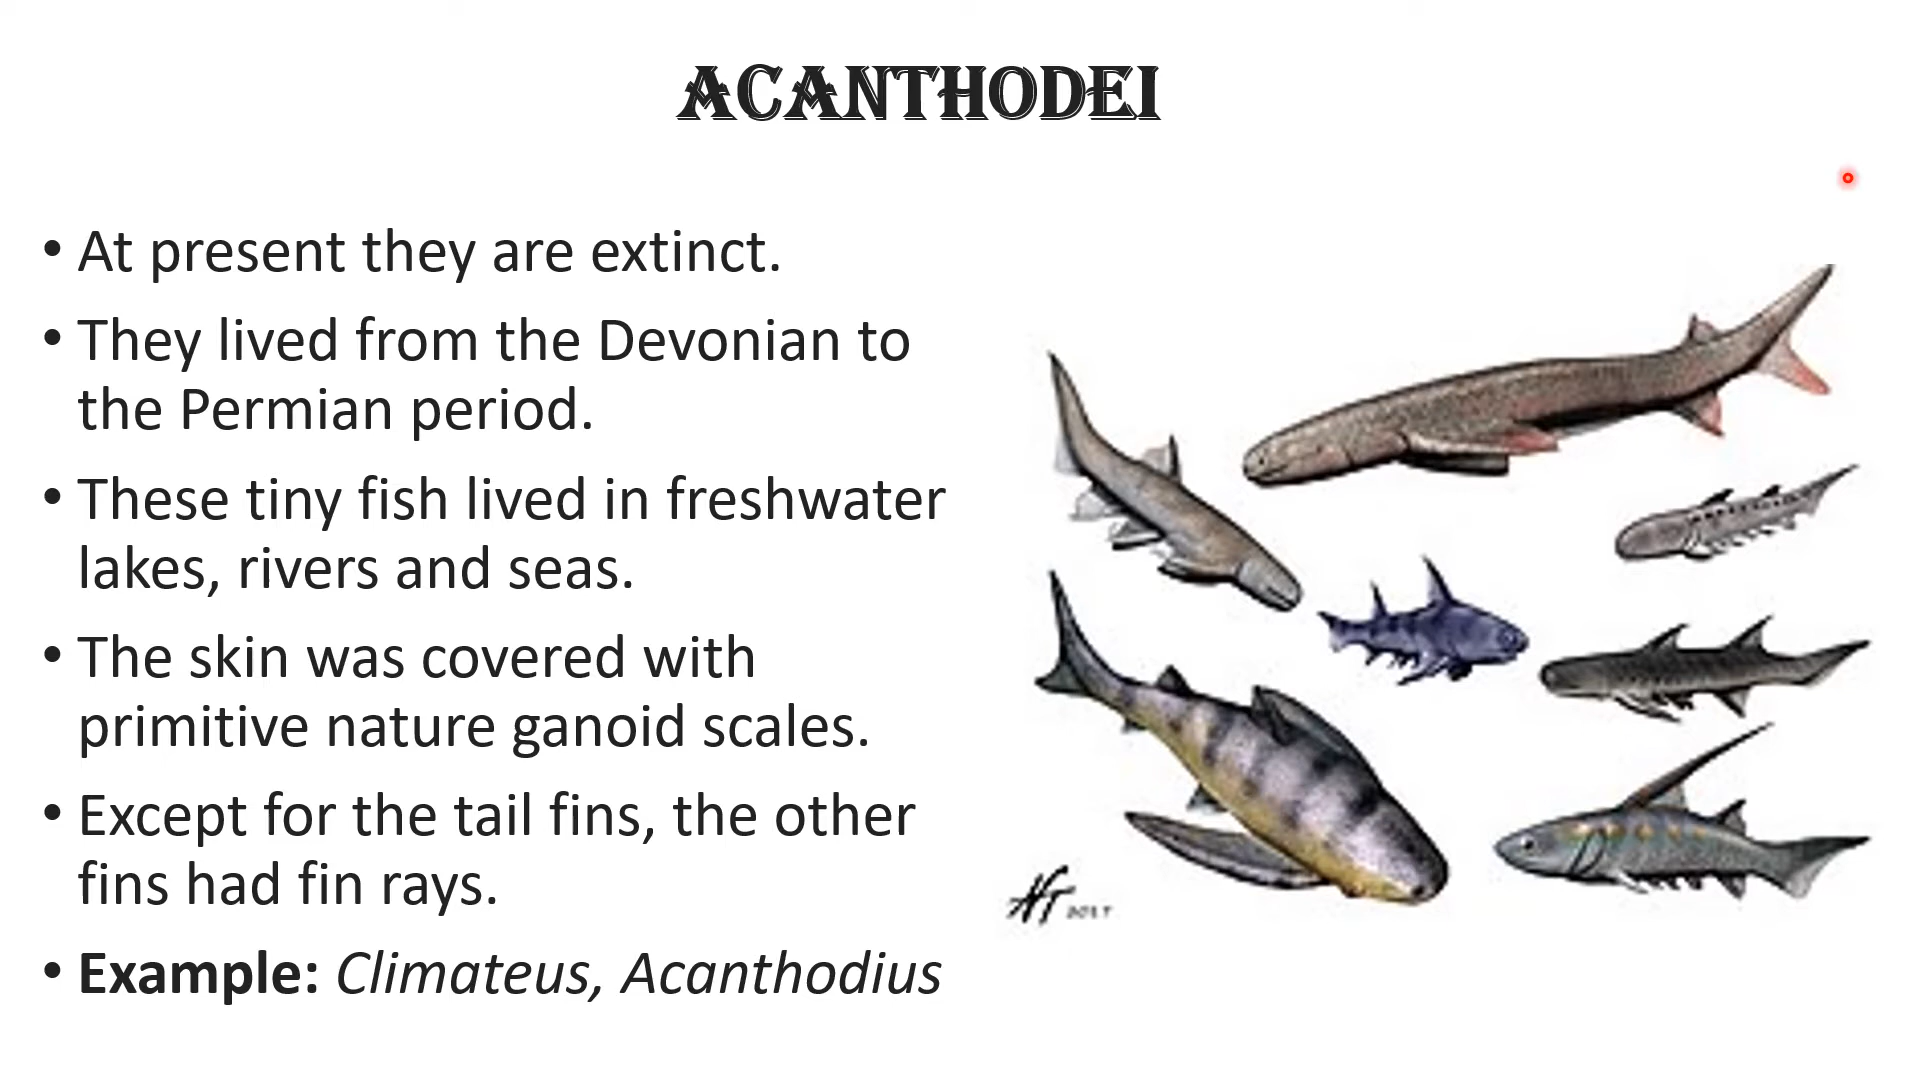 ACANTHODEI
• At present they are extinct.
• They lived from the Devonian to
the Permian period.
• These tiny fish lived in freshwater
lakes, rivers and seas.
• The skin was covered with
primitive nature ganoid scales.
• Except for the tail fins, the other
fins had fin rays.
• Example: Climateus, Acanthodius